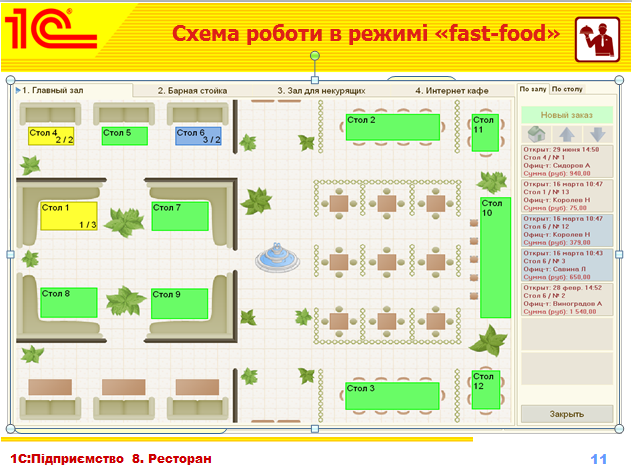 1С®
Схема роботи в режимі «fast-food»
1. Главный зал
2. Барная стойка
3. Зал для некурящих
4. Интернет кафе
По залу
По столу
Новый заказ
Стол 4
2 / 2
Стол 5
Стол 6
3 / 2
Стол 2
Стол 11
Стол 1
1 / 3
Стол 7
Стол 10
Стол 8
Стол 9
Стол 3
Стол 12
Открыт: 29 июня 14:50
Стол 4 / № 1
Офиц-т: Сидоров А
Сумма (руб): 940,00
Открыт: 16 марта 10:47
Стол 1 / № 13
Офиц-т: Королев Н
Сумма (руб): 75,00
Открыт: 16 марта 10:47
Стол 6 / № 12
Офиц-т: Королев Н
Сумма (руб): 379,00
Открыт: 16 марта 10:43
Стол 6 / № 3
Офиц-т: Савина Л
Сумма (руб): 650,00
Открыт: 28 февр. 14:52
Стол 6 / № 2
Офиц-т: Виноградов А
Сумма (руб): 1 540,00
Закрыть
1С:Підприємство 8. Ресторан
11